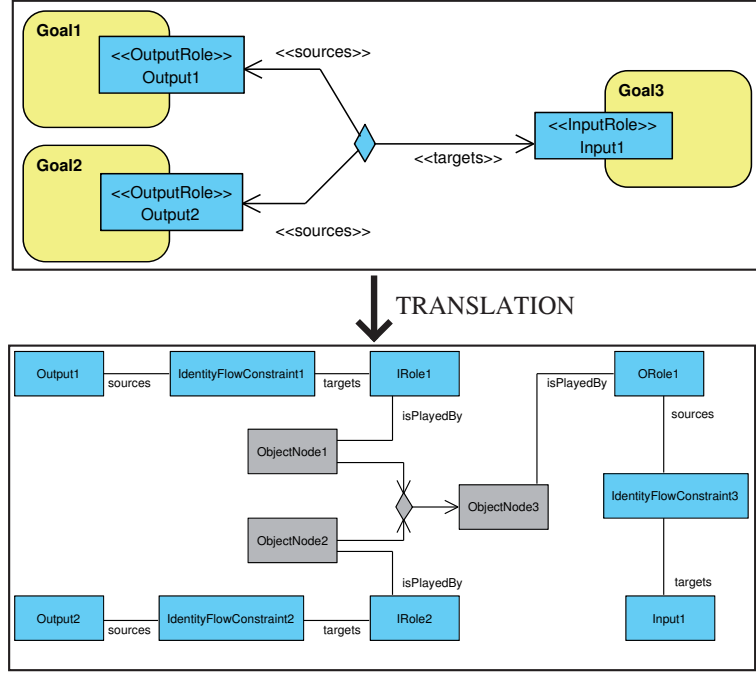 Goal1
<<OutputRole>>
Output1
<<sources>>
Goal3
<<InputRole>>
Input1
<<targets>>
Goal2
<<OutputRole>>
Output2
<<sources>>
TRANSLATION
Output1
sources
IdentityFlowConstraint1
targets
IRole1
isPlayedBy
ORole1
isPlayedBy
sources
ObjectNode1
IdentityFlowConstraint3
ObjectNode3
ObjectNode2
isPlayedBy
targets
Output2
sources
IdentityFlowConstraint2
targets
IRole2
Input1